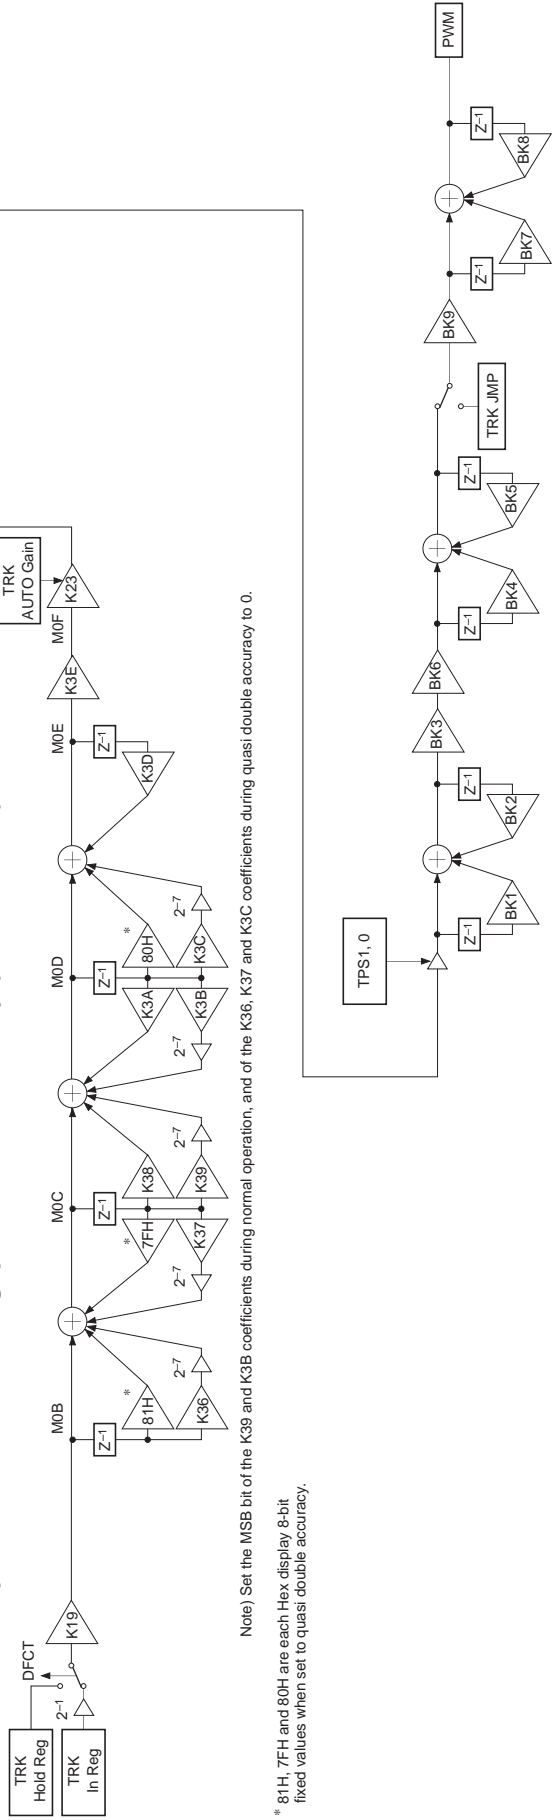 TRK
Hold Reg
TRK
In Reg
2⁻¹
DFCT
K19
M0B
Z⁻¹
81H
*
K36
2⁻⁷
M0C
Z⁻¹
*
7FH
K37
2⁻⁷
K38
K39
2⁻⁷
M0D
Z⁻¹
K3A
K3B
2⁻⁷
80H
*
K3C
2⁻⁷
M0E
Z⁻¹
K3D
K3E
M0F
K23
TRK
AUTO Gain
Note) Set the MSB bit of the K39 and K3B coefficients during normal operation, and of the K36, K37 and K3C coefficients during quasi double accuracy to 0.
* 81H, 7FH and 80H are each Hex display 8-bit
fixed values when set to quasi double accuracy.
TPS1, 0
Z⁻¹
BK1
Z⁻¹
BK2
BK3
BK6
Z⁻¹
BK4
Z⁻¹
BK5
TRK JMP
BK9
Z⁻¹
BK7
Z⁻¹
BK8
PWM